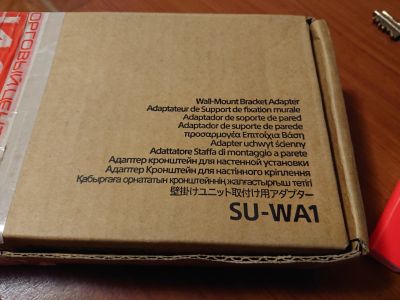 Wall-Mount Bracket Adapter
Adaptateur de Support de fixation murale
Adaptador de soporte de pared
Adaptador de suporte de parede
προσαρμογέα Επιτοίχια Βάση
Adapter uchwyt ścienny
Adattatore Staffa di montaggio a parete
Адаптер кронштейн для настенной установки
Адаптер Кронштейн для настінного кріплення
Қабырғаға орнататын кронштейннің жалғастырғыш тетігі
壁掛けユニット取付け用アダプター
SU-WA1